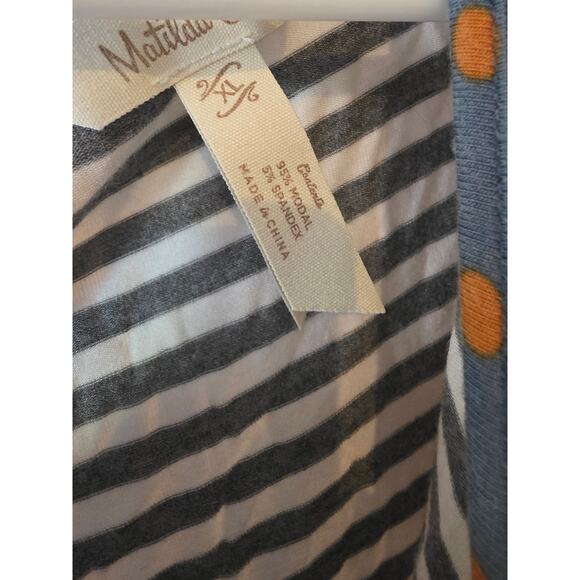 Matilda
XL
Contents
95% MODAL
5% SPANDEX
MADE in CHINA